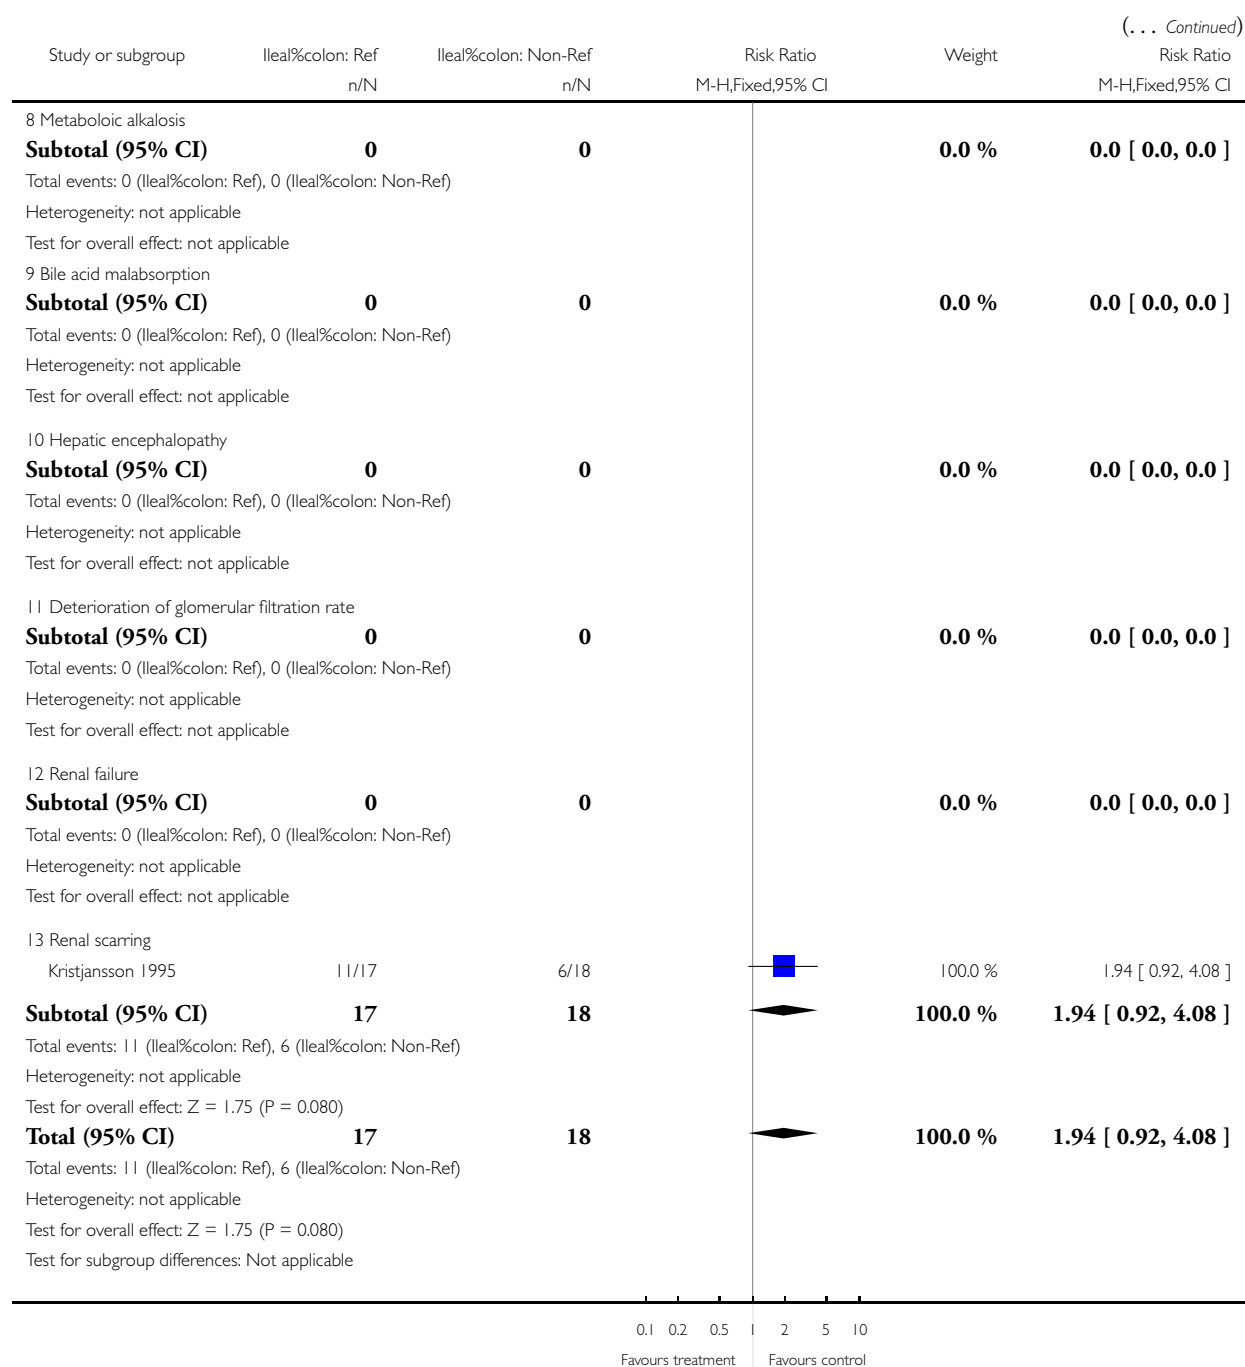 (. . . Continued)
Study or subgroup Ileal%colon: Ref Ileal%colon: Non-Ref Risk Ratio Weight Risk Ratio
n/N n/N M-H,Fixed,95% CI M-H,Fixed,95% CI
8 Metaboloic alkalosis
Subtotal (95% CI) 0 0 0.0 % 0.0 [ 0.0, 0.0 ]
Total events: 0 (Ileal%colon: Ref), 0 (Ileal%colon: Non-Ref)
Heterogeneity: not applicable
Test for overall effect: not applicable
9 Bile acid malabsorption
Subtotal (95% CI) 0 0 0.0 % 0.0 [ 0.0, 0.0 ]
Total events: 0 (Ileal%colon: Ref), 0 (Ileal%colon: Non-Ref)
Heterogeneity: not applicable
Test for overall effect: not applicable
10 Hepatic encephalopathy
Subtotal (95% CI) 0 0 0.0 % 0.0 [ 0.0, 0.0 ]
Total events: 0 (Ileal%colon: Ref), 0 (Ileal%colon: Non-Ref)
Heterogeneity: not applicable
Test for overall effect: not applicable
11 Deterioration of glomerular filtration rate
Subtotal (95% CI) 0 0 0.0 % 0.0 [ 0.0, 0.0 ]
Total events: 0 (Ileal%colon: Ref), 0 (Ileal%colon: Non-Ref)
Heterogeneity: not applicable
Test for overall effect: not applicable
12 Renal failure
Subtotal (95% CI) 0 0 0.0 % 0.0 [ 0.0, 0.0 ]
Total events: 0 (Ileal%colon: Ref), 0 (Ileal%colon: Non-Ref)
Heterogeneity: not applicable
Test for overall effect: not applicable
13 Renal scarring
Kristjansson 1995 11/17 6/18 100.0 % 1.94 [ 0.92, 4.08 ]
Subtotal (95% CI) 17 18 100.0 % 1.94 [ 0.92, 4.08 ]
Total events: 11 (Ileal%colon: Ref), 6 (Ileal%colon: Non-Ref)
Heterogeneity: not applicable
Test for overall effect: Z = 1.75 (P = 0.080)
Total (95% CI) 17 18 100.0 % 1.94 [ 0.92, 4.08 ]
Total events: 11 (Ileal%colon: Ref), 6 (Ileal%colon: Non-Ref)
Heterogeneity: not applicable
Test for overall effect: Z = 1.75 (P = 0.080)
Test for subgroup differences: Not applicable
0.1 0.2 0.5 1 2 5 10
Favours treatment Favours control